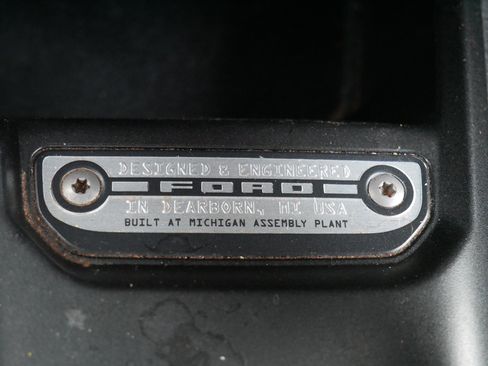 DESIGNED & ENGINEERED
FORD
IN DEARBORN, MI USA
BUILT AT MICHIGAN ASSEMBLY PLANT